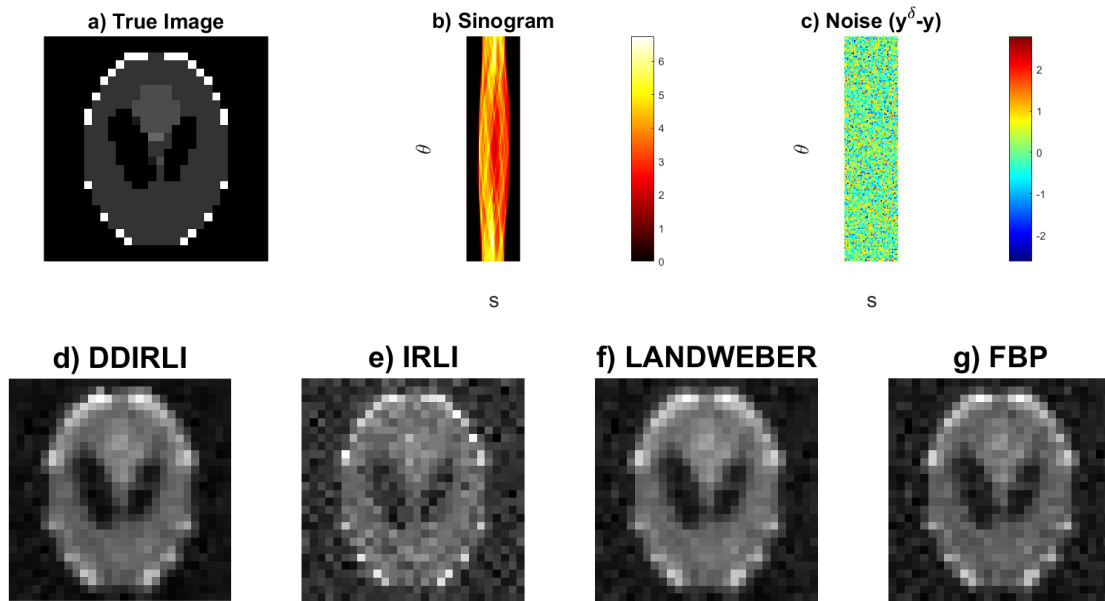 a) True Image
b) Sinogram
c) Noise (y^δ-y)
θ
s
6
5
4
3
2
1
0
θ
s
2
1
0
-1
-2
d) DDIRLI
e) IRLI
f) LANDWEBER
g) FBP